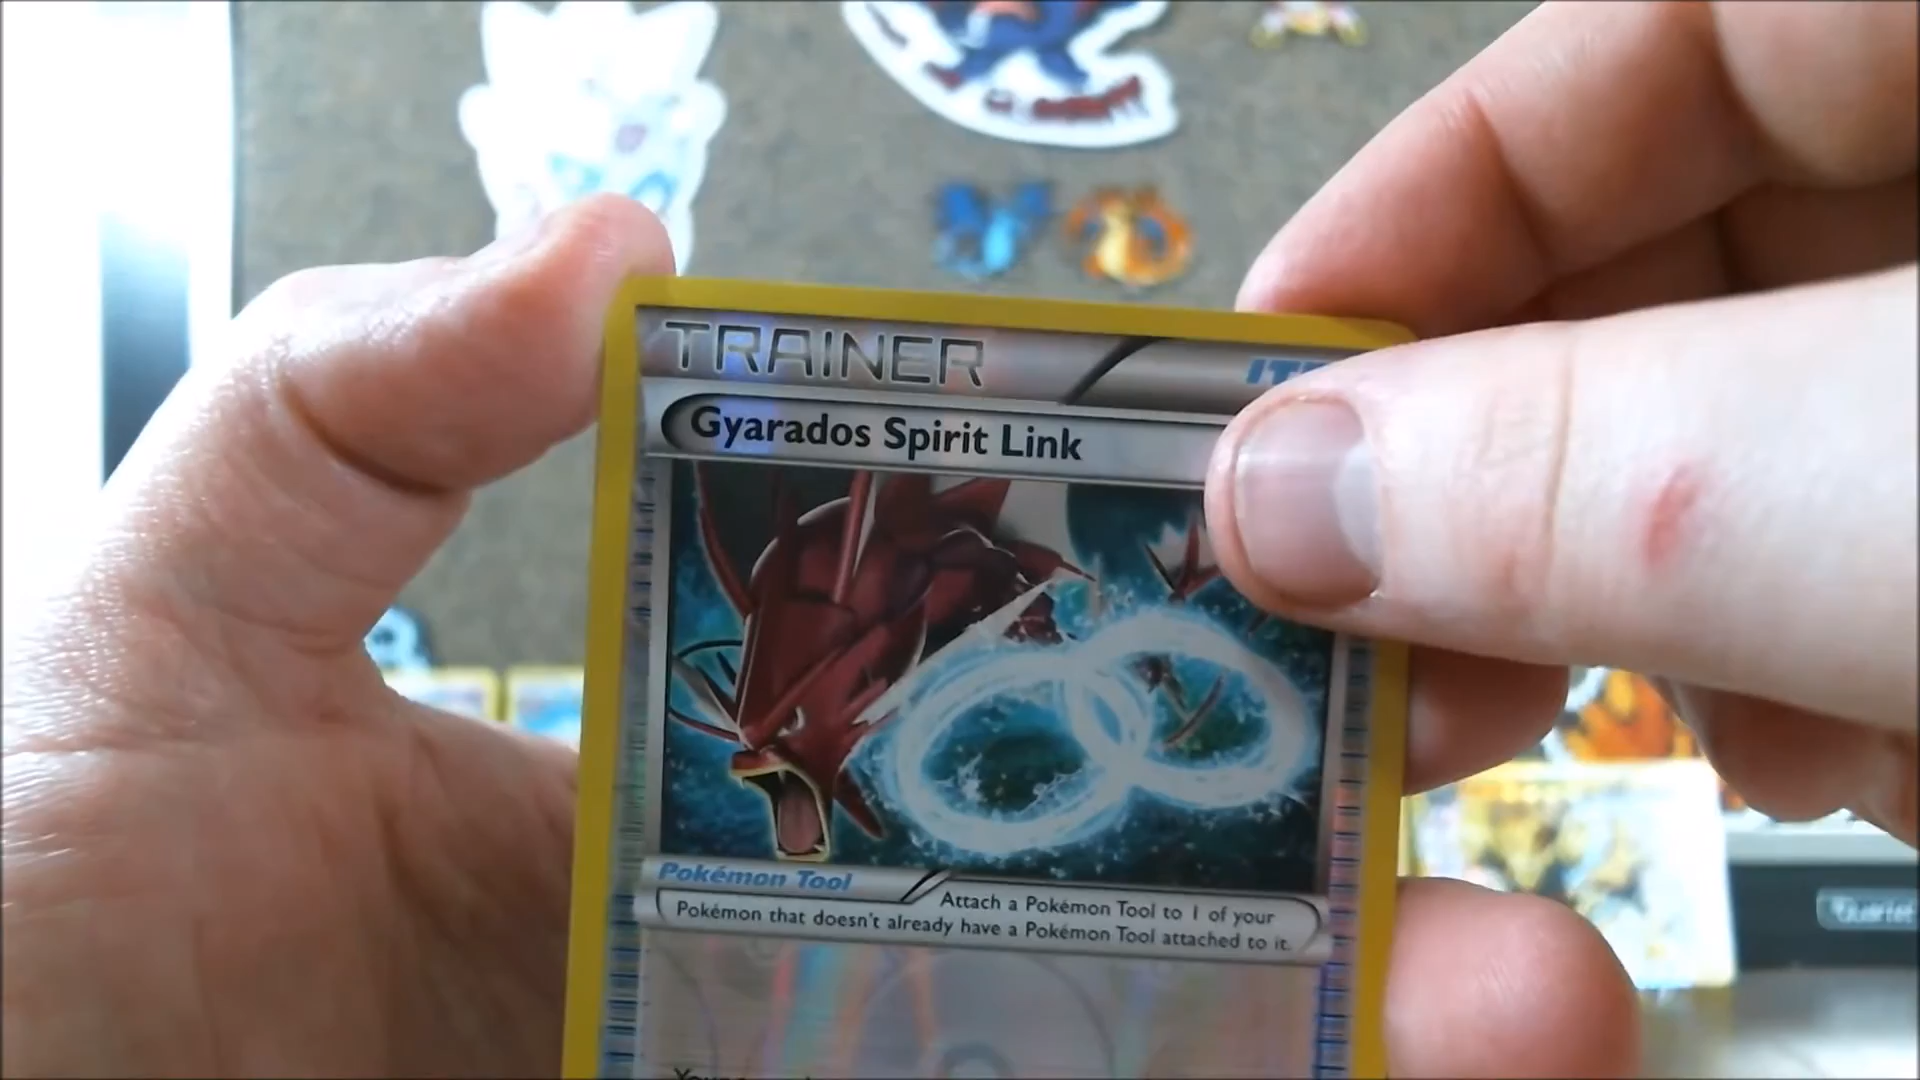 TRAINER
Gyarados Spirit Link
Pokémon Tool
Attach a Pokémon Tool to 1 of your
Pokémon that doesn't already have a Pokémon Tool attached to it.
Quartet